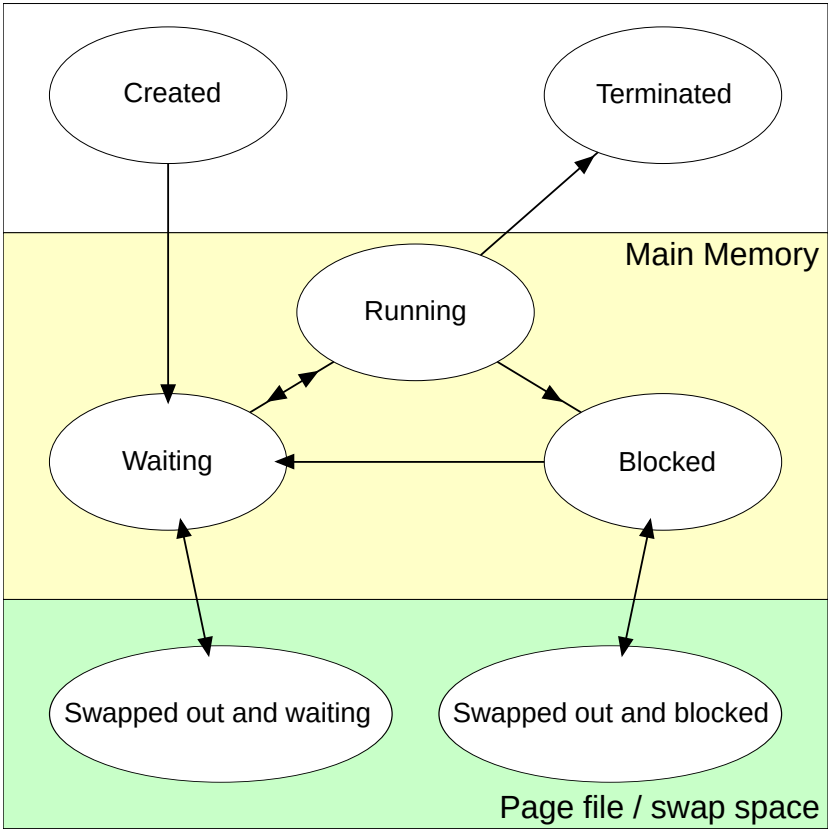 Created
Terminated
Main Memory
Running
Waiting
Blocked
Swapped out and waiting
Swapped out and blocked
Page file / swap space